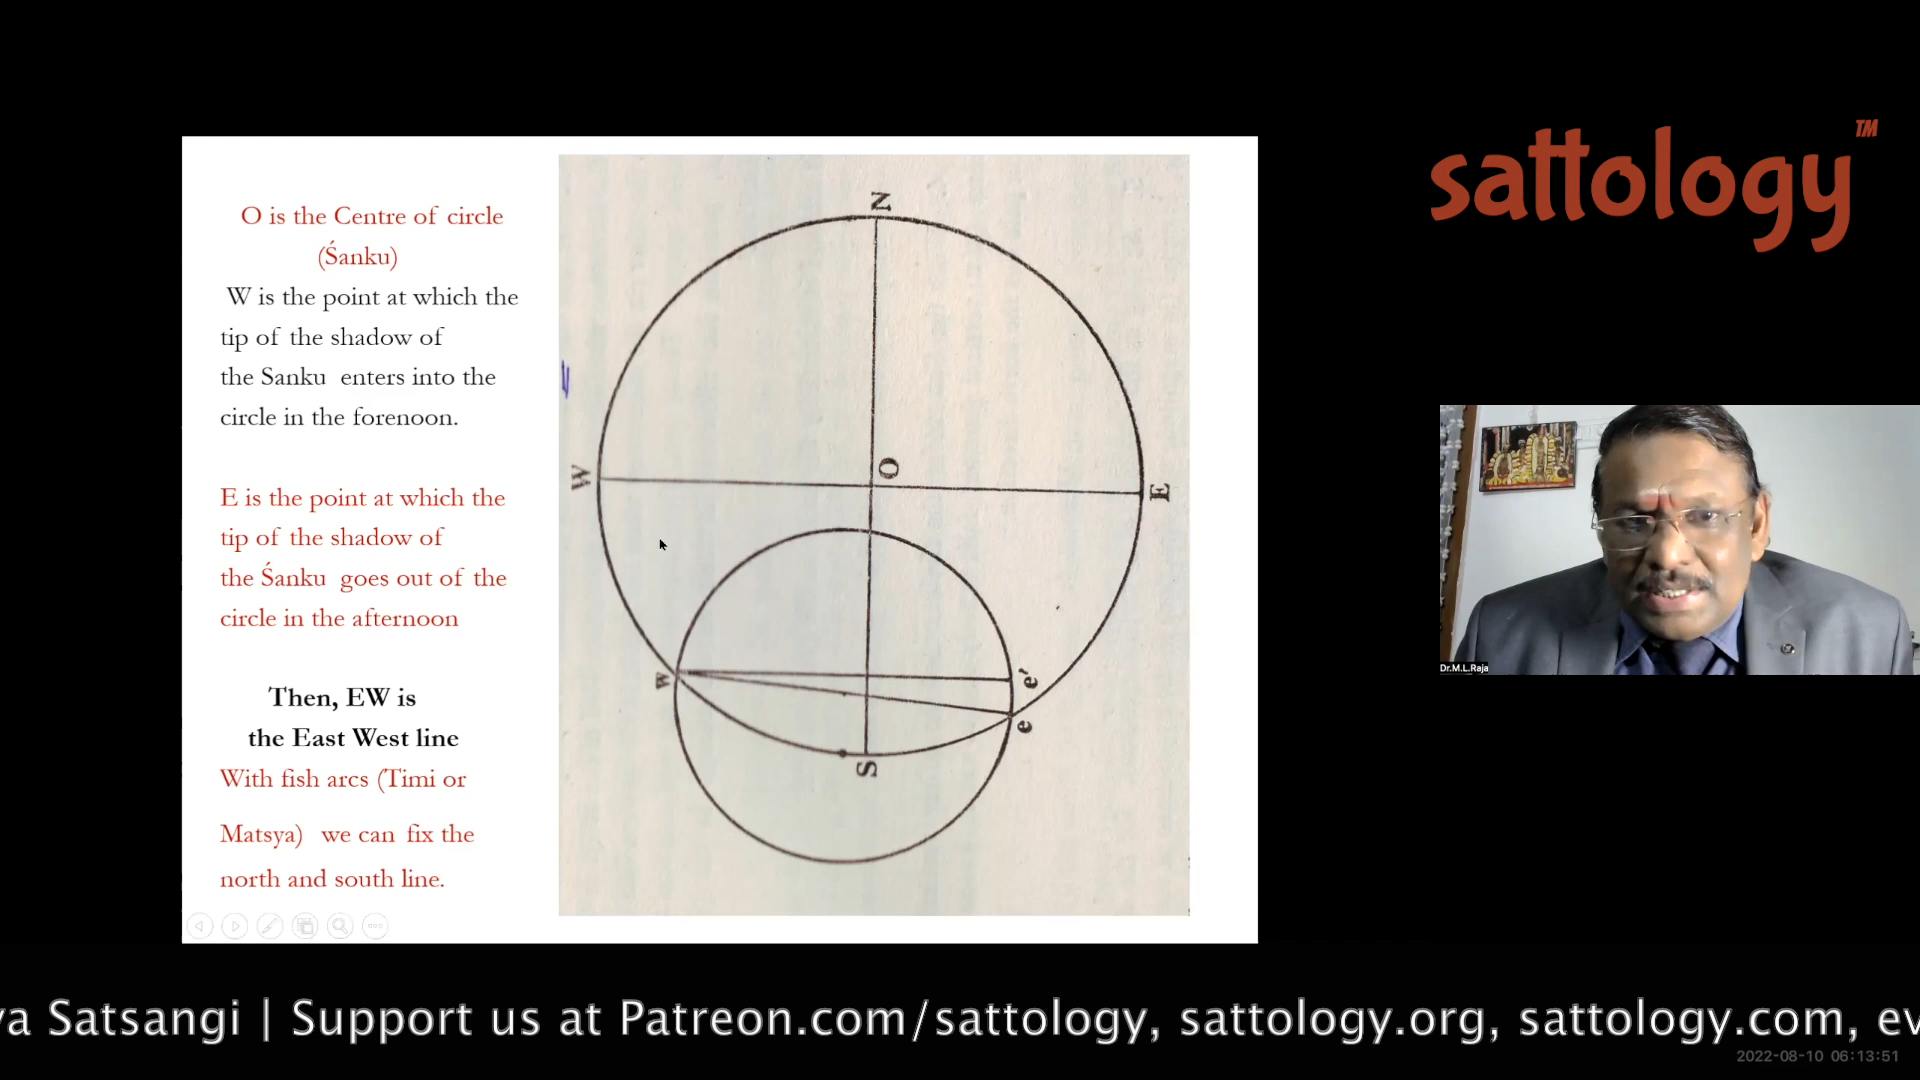 sattology™
O is the Centre of circle
(Śanku)
W is the point at which the
tip of the shadow of
the Sanku enters into the
circle in the forenoon.
E is the point at which the
tip of the shadow of
the Śanku goes out of the
circle in the afternoon
Then, EW is
the East West line
With fish arcs (Timi or
Matsya) we can fix the
north and south line.
N
W
O
E
w
e'
e
S
Dr.M.L.Raja
ya Satsangi | Support us at Patreon.com/sattology, sattology.org, sattology.com, ev
2022-08-10 06:13:51